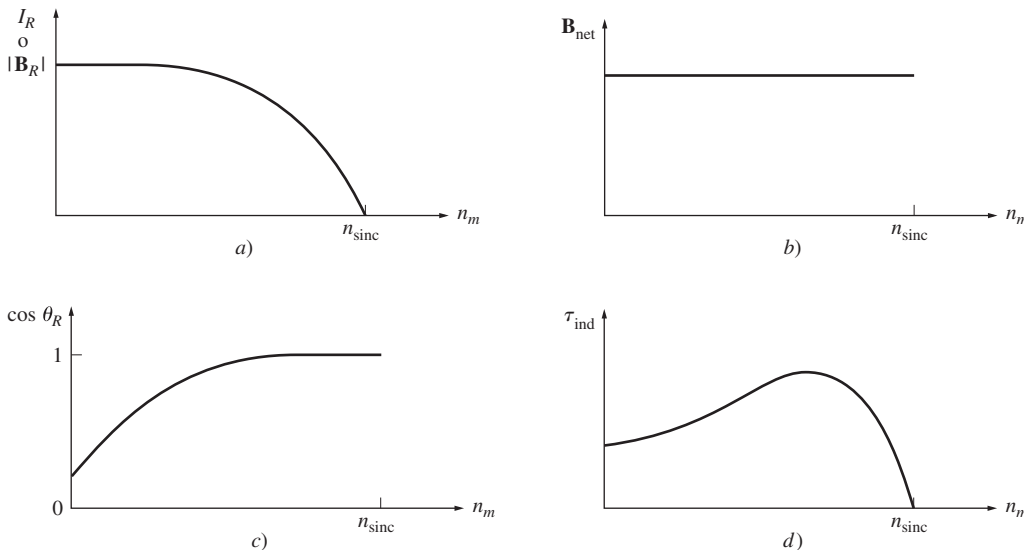 I_R
o
|B_R|
n_m
n_sinc
a)
B_net
n_m
n_sinc
b)
cos θ_R
1
0
n_m
n_sinc
c)
τ_ind
n_m
n_sinc
d)